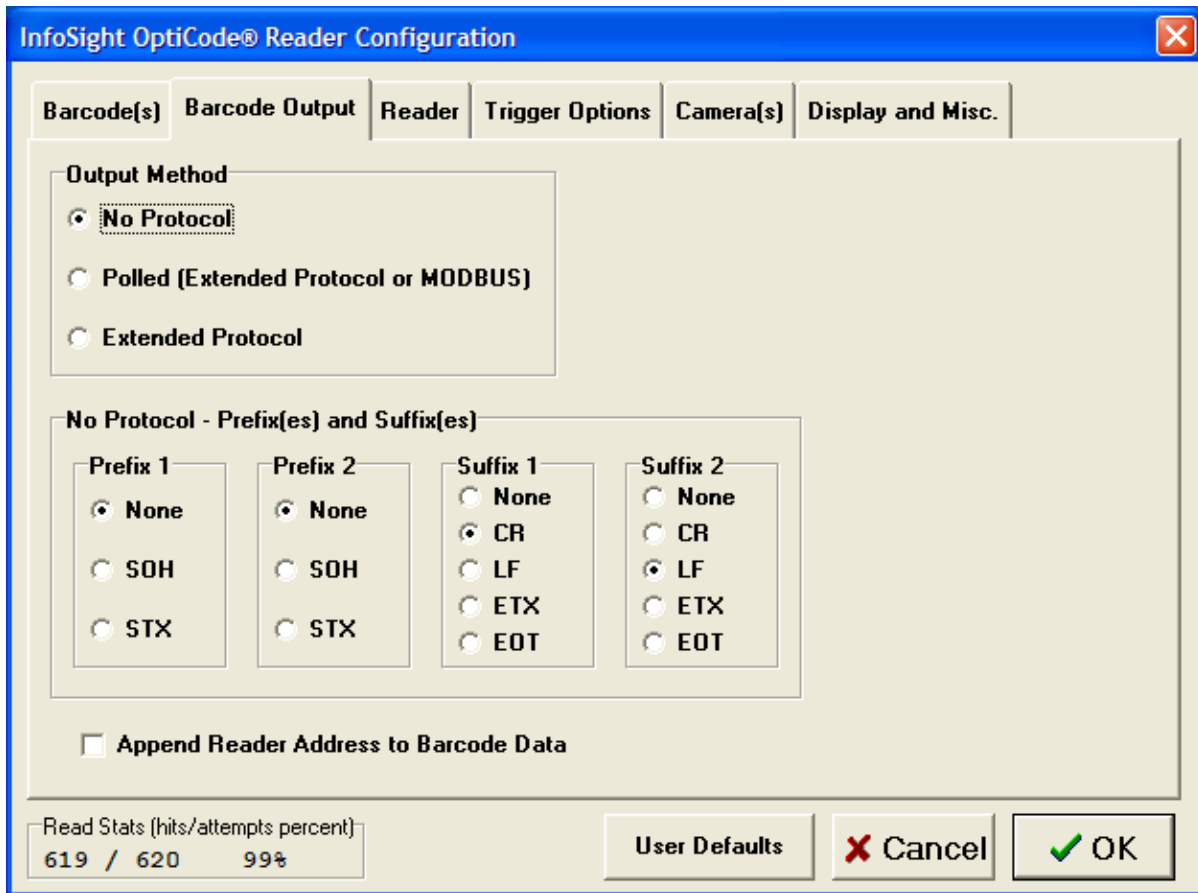 InfoSight OptiCode® Reader Configuration
Barcode(s) Barcode Output Reader Trigger Options Camera(s) Display and Misc.
Output Method
No Protocol
Polled (Extended Protocol or MODBUS)
Extended Protocol
No Protocol - Prefix(es) and Suffix(es)
Prefix 1
None
SOH
STX
Prefix 2
None
SOH
STX
Suffix 1
None
CR
LF
ETX
EOT
Suffix 2
None
CR
LF
ETX
EOT
Append Reader Address to Barcode Data
Read Stats (hits/attempts percent)
619 / 620 99%
User Defaults
Cancel
OK